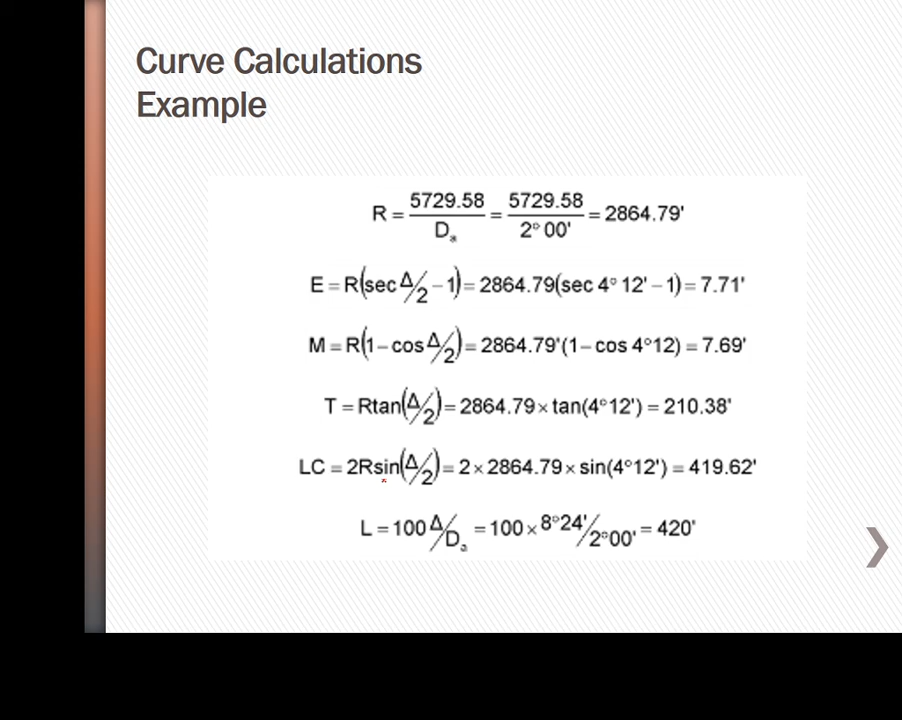 Curve Calculations
Example
R = 5729.58/Dₐ = 5729.58/2° 00' = 2864.79'
E = R(sec Δ/2 − 1) = 2864.79(sec 4° 12' − 1) = 7.71'
M = R(1 − cos Δ/2) = 2864.79'(1 − cos 4°12) = 7.69'
T = Rtan(Δ/2) = 2864.79 × tan(4°12') = 210.38'
LC = 2Rsin(Δ/2) = 2 × 2864.79 × sin(4°12') = 419.62'
L = 100 Δ/Dₐ = 100 × 8°24'/2°00' = 420'